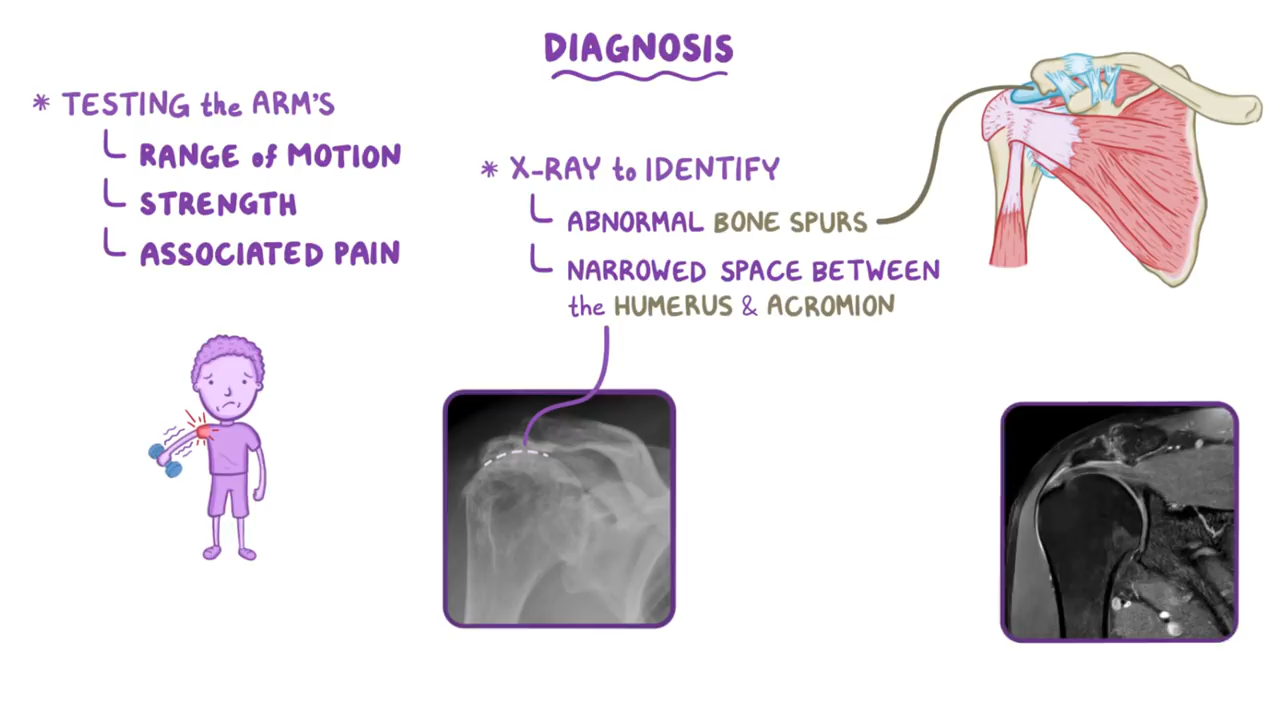 DIAGNOSIS
* TESTING the ARM'S
RANGE of MOTION
STRENGTH
ASSOCIATED PAIN
* X-RAY to IDENTIFY
ABNORMAL BONE SPURS
NARROWED SPACE BETWEEN
the HUMERUS & ACROMION